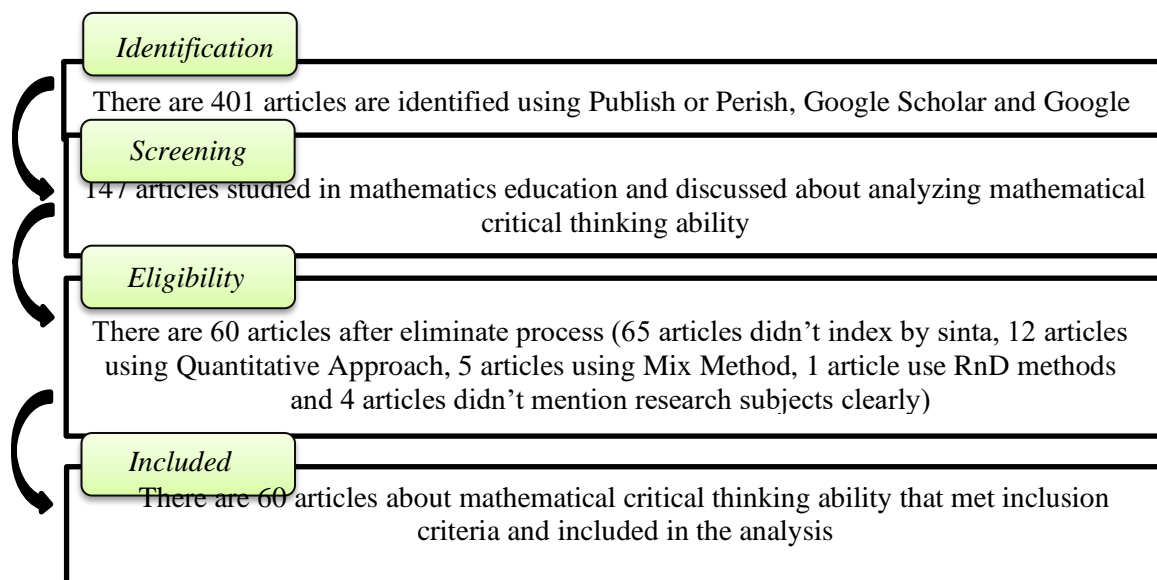 Identification
There are 401 articles are identified using Publish or Perish, Google Scholar and Google
Screening
147 articles studied in mathematics education and discussed about analyzing mathematical
critical thinking ability
Eligibility
There are 60 articles after eliminate process (65 articles didn’t index by sinta, 12 articles
using Quantitative Approach, 5 articles using Mix Method, 1 article use RnD methods
and 4 articles didn’t mention research subjects clearly)
Included
There are 60 articles about mathematical critical thinking ability that met inclusion
criteria and included in the analysis